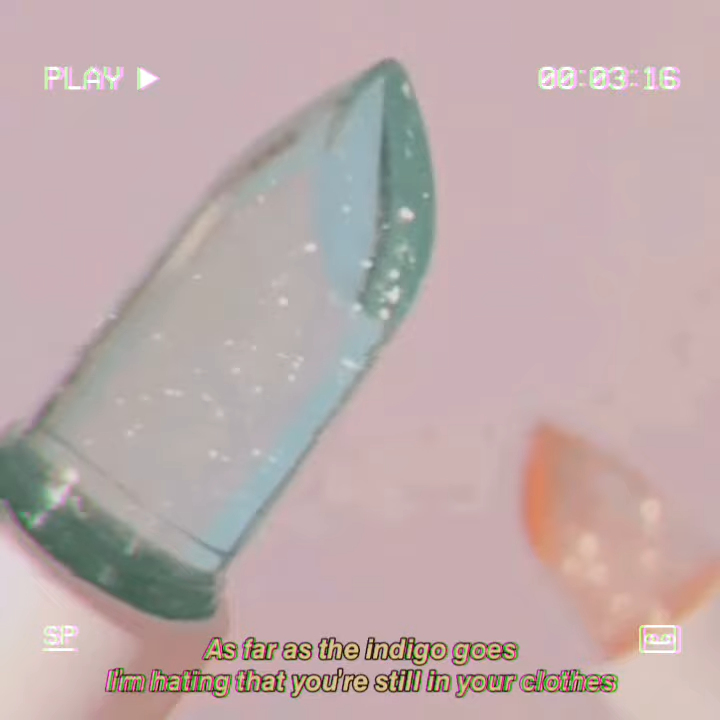 PLAY
00:03:16
SP
As far as the indigo goes
I'm hating that you're still in your clothes